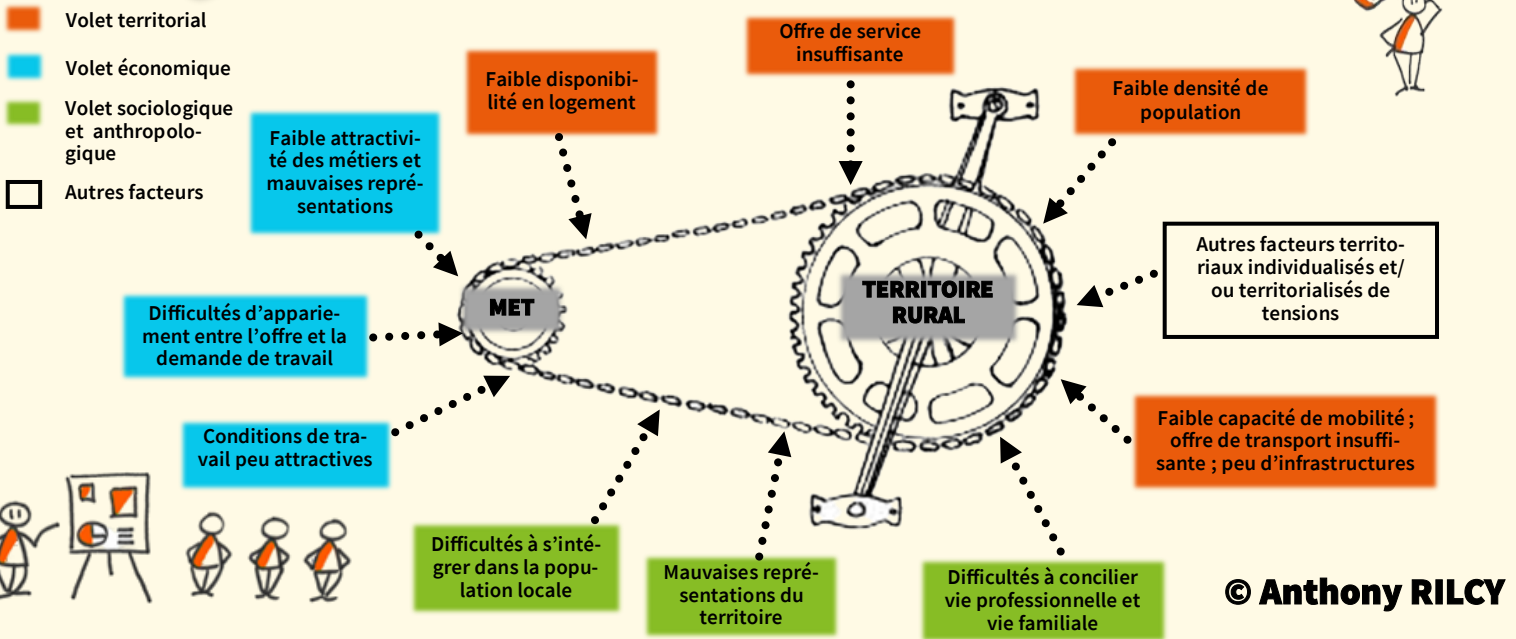 Volet territorial
Volet économique
Volet sociologique
et anthropolo-
gique
Autres facteurs
Faible attractivi-
té des métiers et
mauvaises repré-
sentations
Faible disponibi-
lité en logement
Offre de service
insuffisante
Faible densité de
population
Autres facteurs territo-
riaux individualisés et/
ou territorialisés de
tensions
MET
TERRITOIRE
RURAL
Difficultés d’apparie-
ment entre l’offre et la
demande de travail
Conditions de tra-
vail peu attractives
Faible capacité de mobilité ;
offre de transport insuffi-
sante ; peu d’infrastructures
Difficultés à s’inté-
grer dans la popu-
lation locale
Mauvaises repré-
sentations du
territoire
Difficultés à concilier
vie professionnelle et
vie familiale
© Anthony RILCY